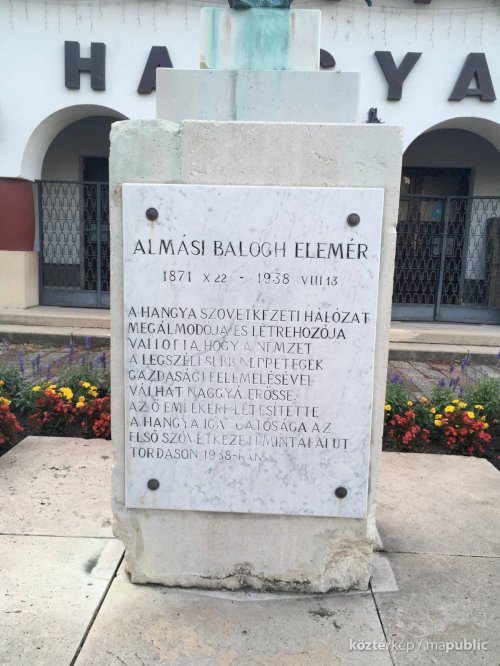 HANGYA
ALMÁSI BALOGH ELEMÉR
1871 X 22 - 1938 VIII 13
A HANGYA SZÖVETKEZETI HÁLÓZAT
MEGÁLMODÓJA ÉS LÉTREHOZÓJA
VALLOTTA, HOGY A NEMZET
A LEGSZÉLESEBB NÉPRÉTEGEK
GAZDASÁGI FELEMELÉSÉVEL
VÁLHAT NAGGYÁ ERŐSSÉ.
AZ Ő EMLÉKÉRE LÉTESÍTETTE
A HANGYA IGAZGATÓSÁGA AZ
ELSŐ SZÖVETKEZETI MINTAFALUT
TORDASON 1938-BAN
közterkép / mapublic